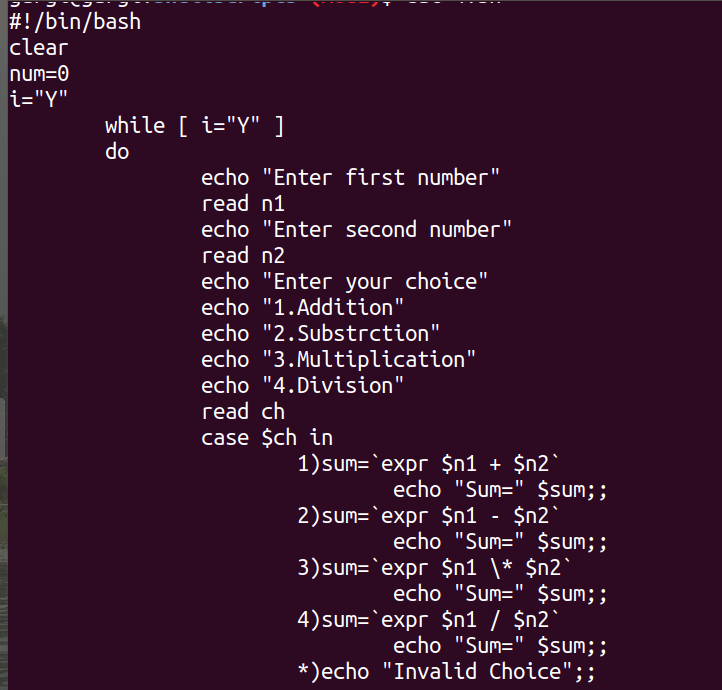 #!/bin/bash
clear
num=0
i="Y"
while [ i="Y" ]
do
echo "Enter first number"
read n1
echo "Enter second number"
read n2
echo "Enter your choice"
echo "1.Addition"
echo "2.Substrction"
echo "3.Multiplication"
echo "4.Division"
read ch
case $ch in
1)sum=`expr $n1 + $n2`
echo "Sum=" $sum;;
2)sum=`expr $n1 - $n2`
echo "Sum=" $sum;;
3)sum=`expr $n1 \* $n2`
echo "Sum=" $sum;;
4)sum=`expr $n1 / $n2`
echo "Sum=" $sum;;
*)echo "Invalid Choice";;